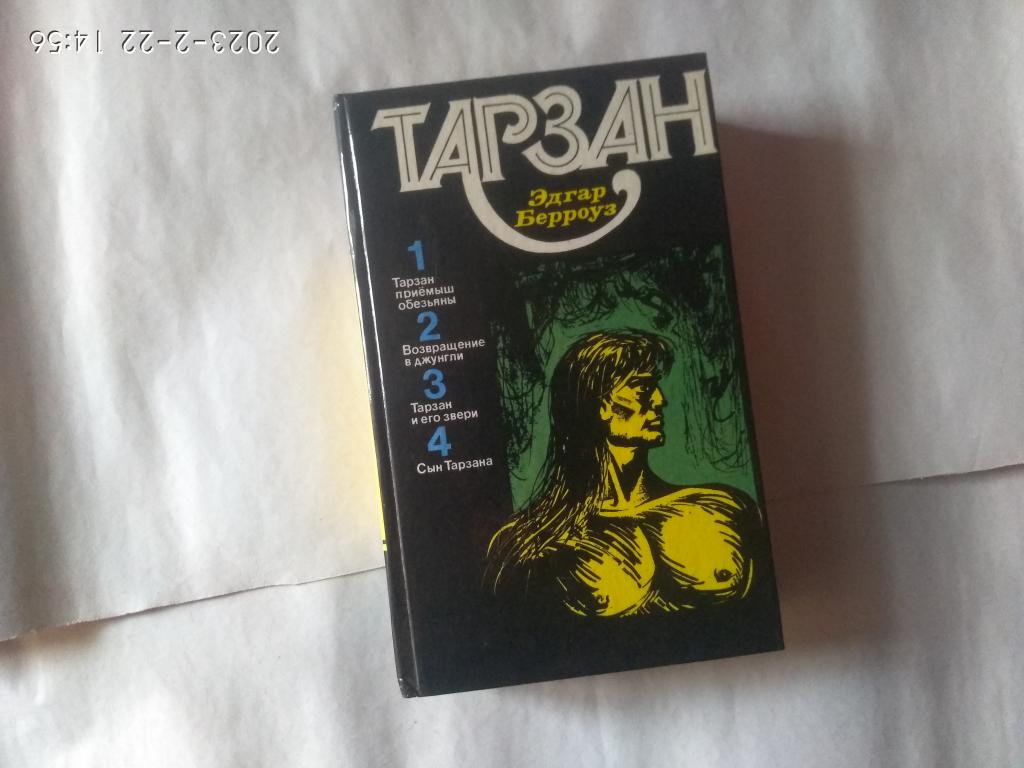 2023-2-22 14:56
ТАРЗАН
Эдгар
Берроуз
1
Тарзан
приёмыш
обезьяны
2
Возвращение
в джунгли
3
Тарзан
и его звери
4
Сын Тарзана